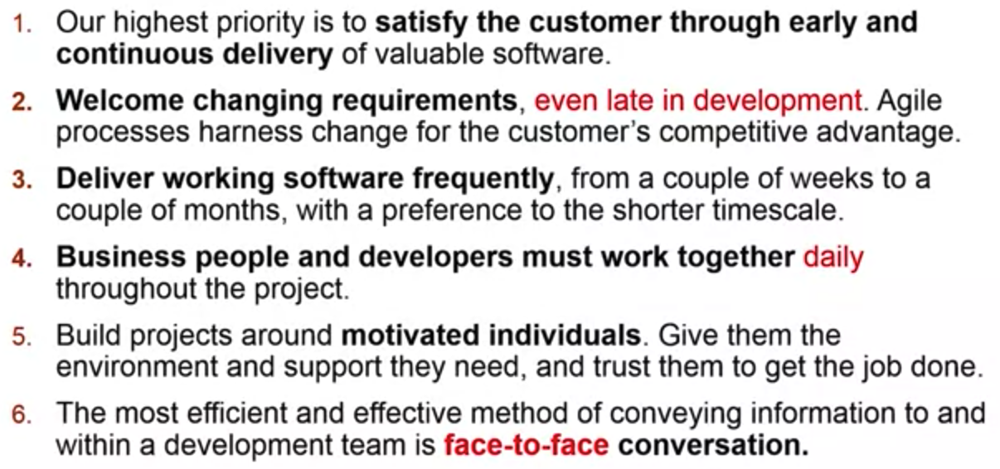 1. Our highest priority is to satisfy the customer through early and
continuous delivery of valuable software.
2. Welcome changing requirements, even late in development. Agile
processes harness change for the customer's competitive advantage.
3. Deliver working software frequently, from a couple of weeks to a
couple of months, with a preference to the shorter timescale.
4. Business people and developers must work together daily
throughout the project.
5. Build projects around motivated individuals. Give them the
environment and support they need, and trust them to get the job done.
6. The most efficient and effective method of conveying information to and
within a development team is face-to-face conversation.